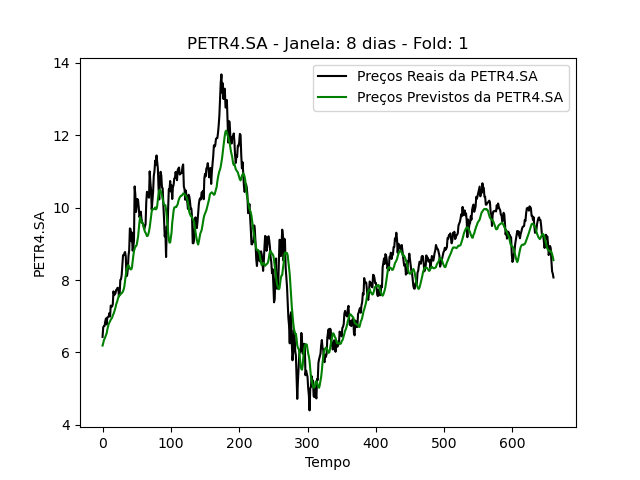 PETR4.SA - Janela: 8 dias - Fold: 1
Preços Reais da PETR4.SA
Preços Previstos da PETR4.SA
14
12
10
8
6
4
PETR4.SA
0 100 200 300 400 500 600
Tempo